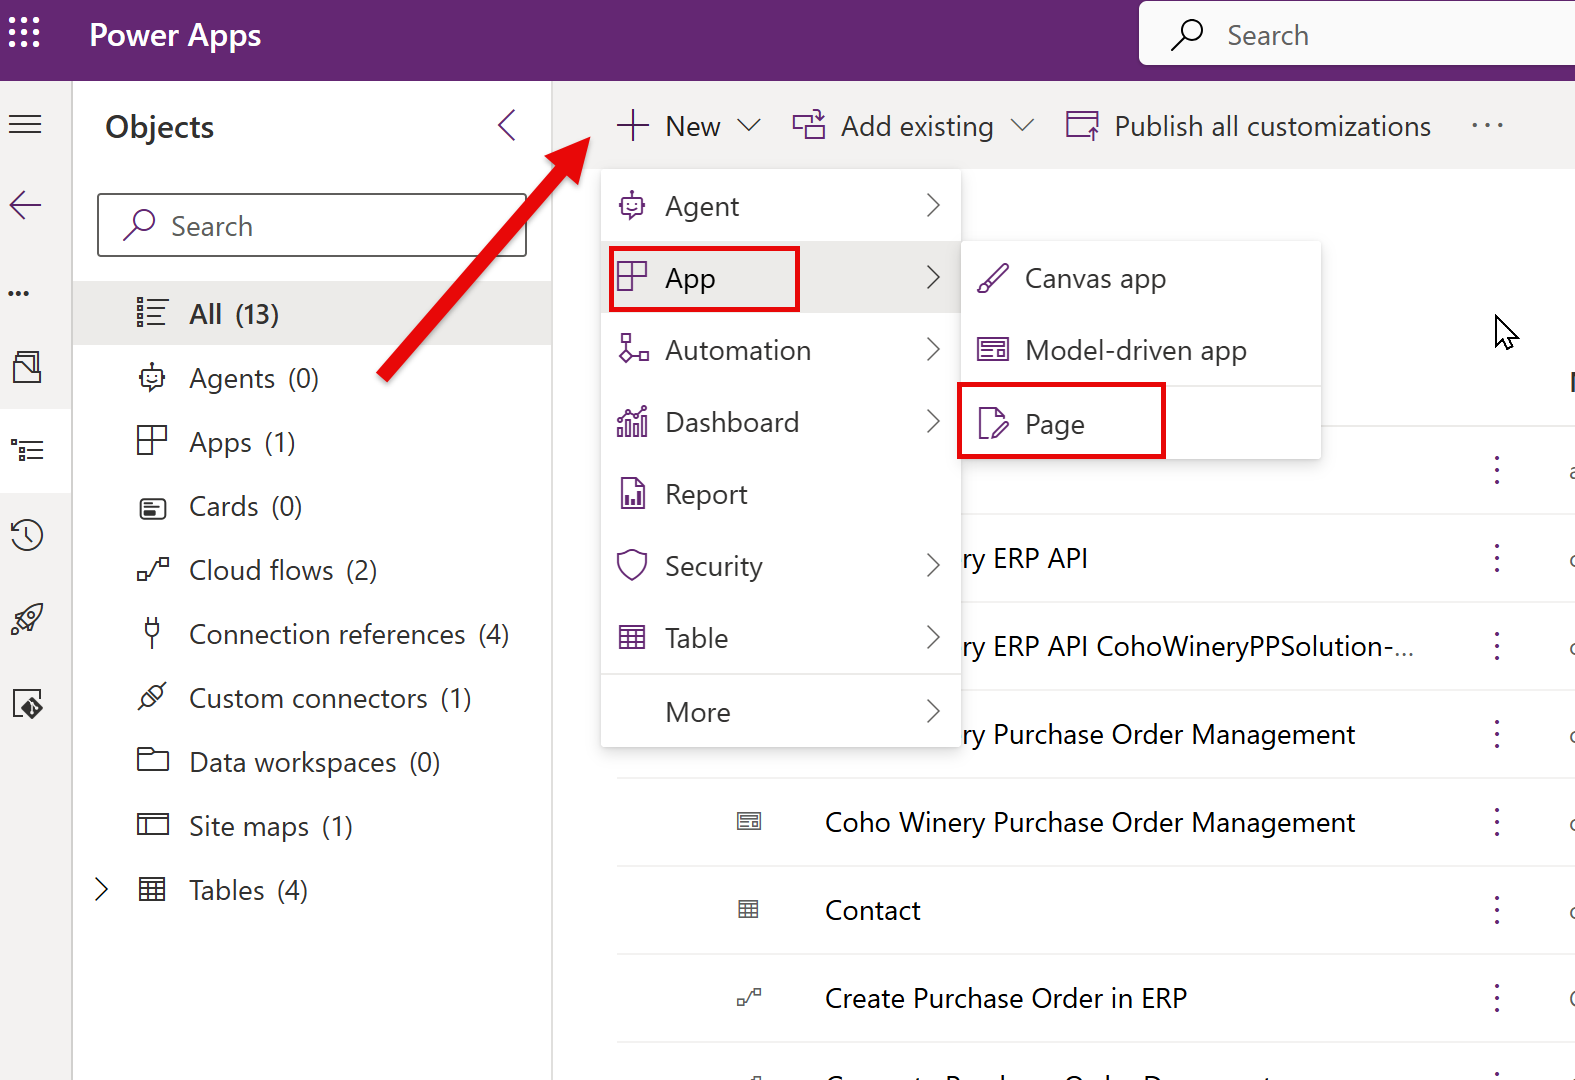 Power Apps
Search
Objects
New
Add existing
Publish all customizations
Search
All (13)
Agents (0)
Apps (1)
Cards (0)
Cloud flows (2)
Connection references (4)
Custom connectors (1)
Data workspaces (0)
Site maps (1)
Tables (4)
Agent
App
Automation
Dashboard
Report
Security
Table
More
Canvas app
Model-driven app
Page
ry ERP API
ry ERP API CohoWineryPPSolution-...
ry Purchase Order Management
Coho Winery Purchase Order Management
Contact
Create Purchase Order in ERP